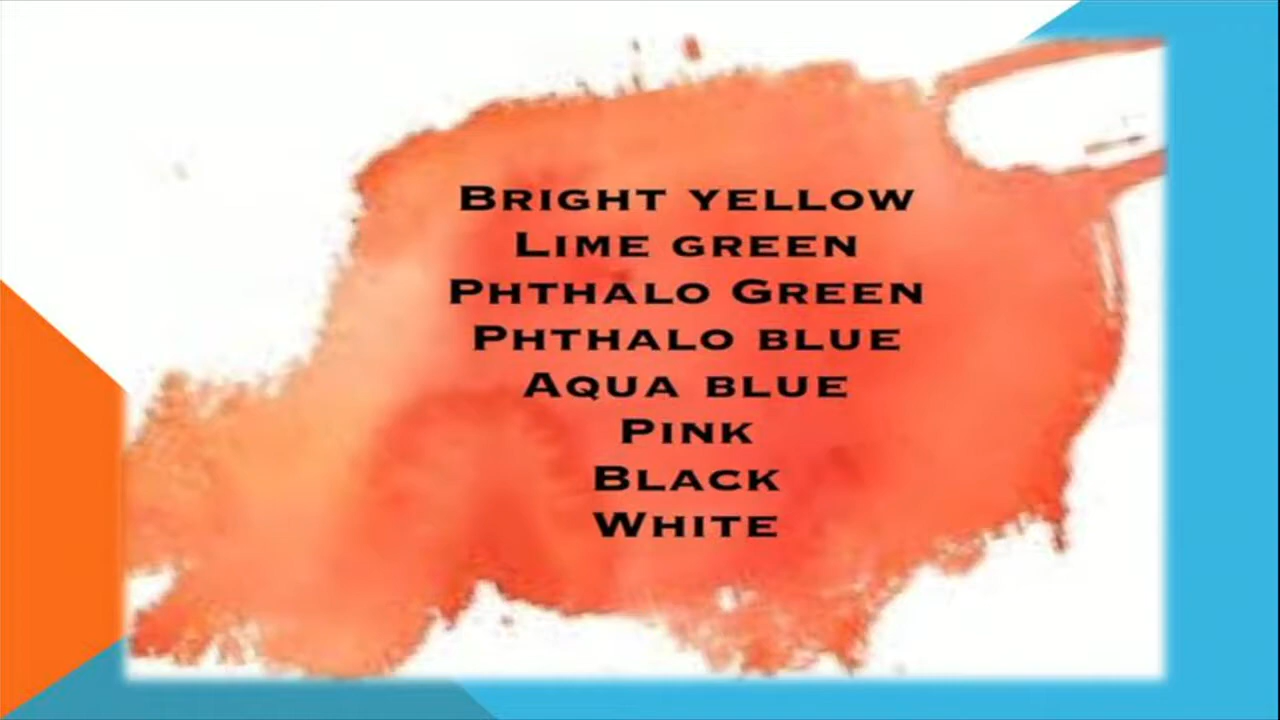 Bright yellow
Lime green
Phthalo Green
Phthalo blue
Aqua blue
Pink
Black
White